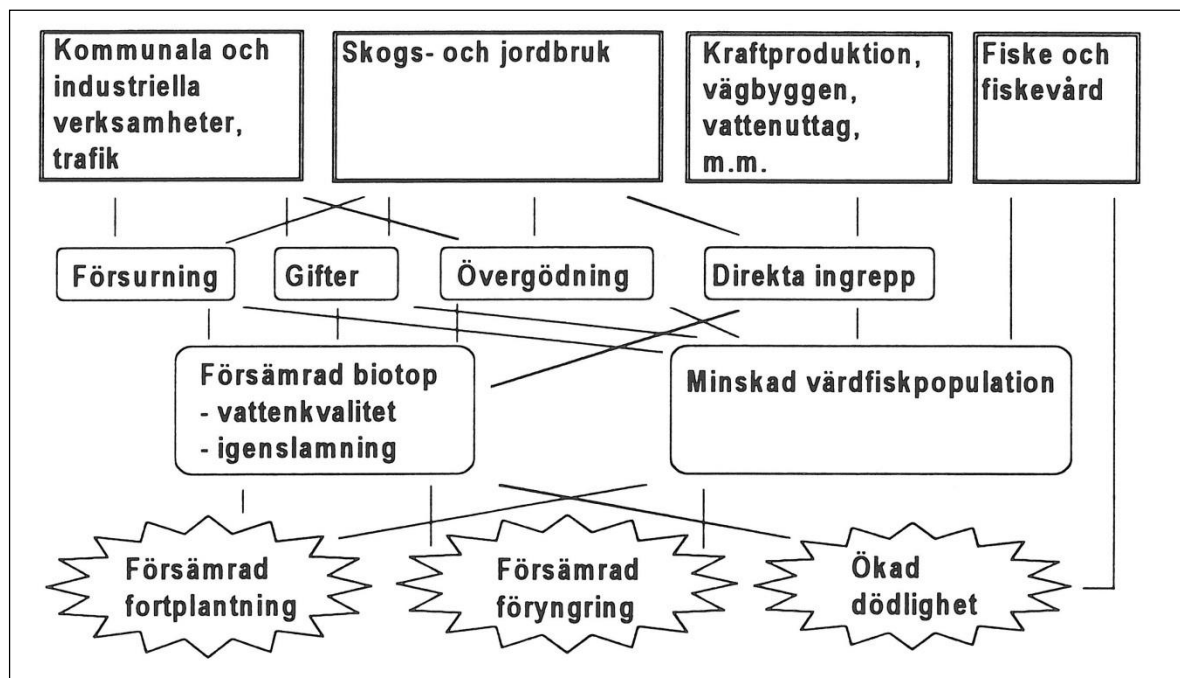 Kommunala och
industriella
verksamheter,
trafik
Skogs- och jordbruk
Kraftproduktion,
vägbyggen,
vattenuttag,
m.m.
Fiske och
fiskevård
Försurning
Gifter
Övergödning
Direkta ingrepp
Försämrad biotop
- vattenkvalitet
- igenslamning
Minskad värdfiskpopulation
Försämrad
fortplantning
Försämrad
föryngring
Ökad
dödlighet